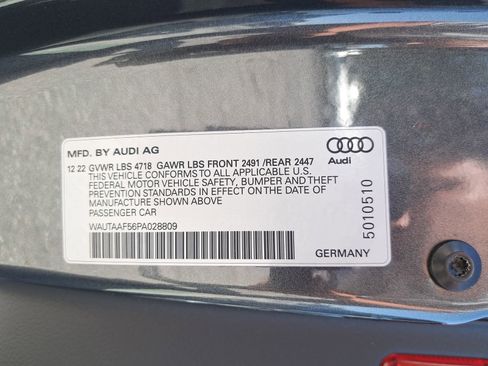 MFD. BY AUDI AG
Audi
12 22 GVWR LBS 4718 GAWR LBS FRONT 2491 /REAR 2447
THIS VEHICLE CONFORMS TO ALL APPLICABLE U.S.
FEDERAL MOTOR VEHICLE SAFETY, BUMPER AND THEFT
PREVENTION STANDARDS IN EFFECT ON THE DATE OF
MANUFACTURE SHOWN ABOVE
PASSENGER CAR
WAUTAAF56PA028809
GERMANY
5010510